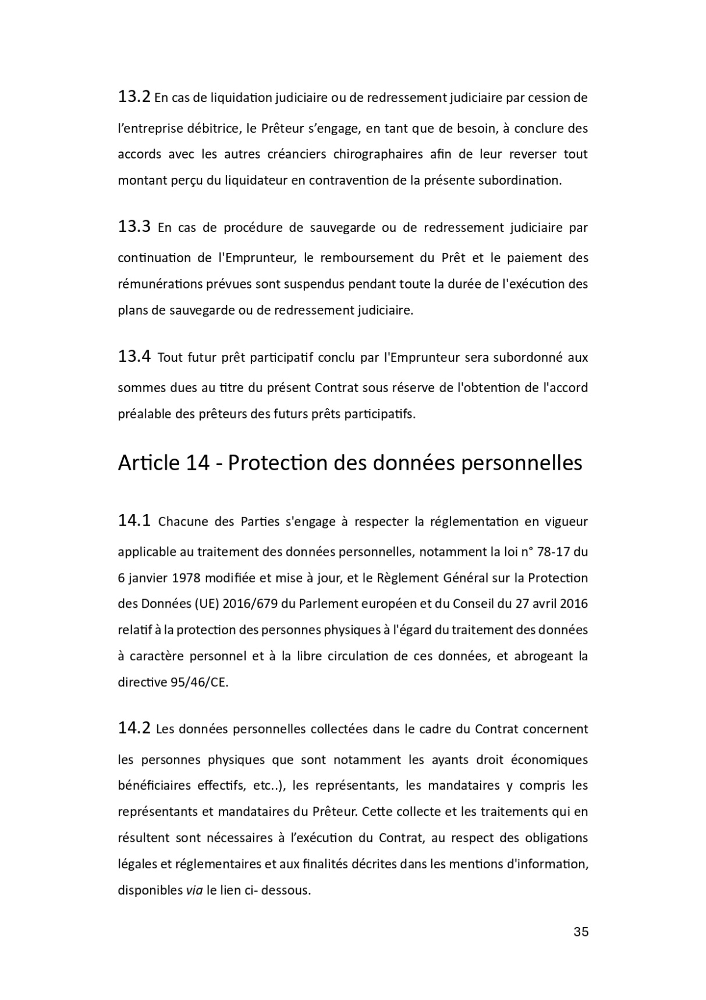 13.2 En cas de liquidation judiciaire ou de redressement judiciaire par cession de
l’entreprise débitrice, le Prêteur s’engage, en tant que de besoin, à conclure des
accords avec les autres créanciers chirographaires afin de leur reverser tout
montant perçu du liquidateur en contravention de la présente subordination.
13.3 En cas de procédure de sauvegarde ou de redressement judiciaire par
continuation de l'Emprunteur, le remboursement du Prêt et le paiement des
rémunérations prévues sont suspendus pendant toute la durée de l'exécution des
plans de sauvegarde ou de redressement judiciaire.
13.4 Tout futur prêt participatif conclu par l'Emprunteur sera subordonné aux
sommes dues au titre du présent Contrat sous réserve de l'obtention de l'accord
préalable des prêteurs des futurs prêts participatifs.
Article 14 - Protection des données personnelles
14.1 Chacune des Parties s'engage à respecter la réglementation en vigueur
applicable au traitement des données personnelles, notamment la loi n° 78-17 du
6 janvier 1978 modifiée et mise à jour, et le Règlement Général sur la Protection
des Données (UE) 2016/679 du Parlement européen et du Conseil du 27 avril 2016
relatif à la protection des personnes physiques à l'égard du traitement des données
à caractère personnel et à la libre circulation de ces données, et abrogeant la
directive 95/46/CE.
14.2 Les données personnelles collectées dans le cadre du Contrat concernent
les personnes physiques que sont notamment les ayants droit économiques
bénéficiaires effectifs, etc..), les représentants, les mandataires y compris les
représentants et mandataires du Prêteur. Cette collecte et les traitements qui en
résultent sont nécessaires à l’exécution du Contrat, au respect des obligations
légales et réglementaires et aux finalités décrites dans les mentions d'information,
disponibles via le lien ci- dessous.
35